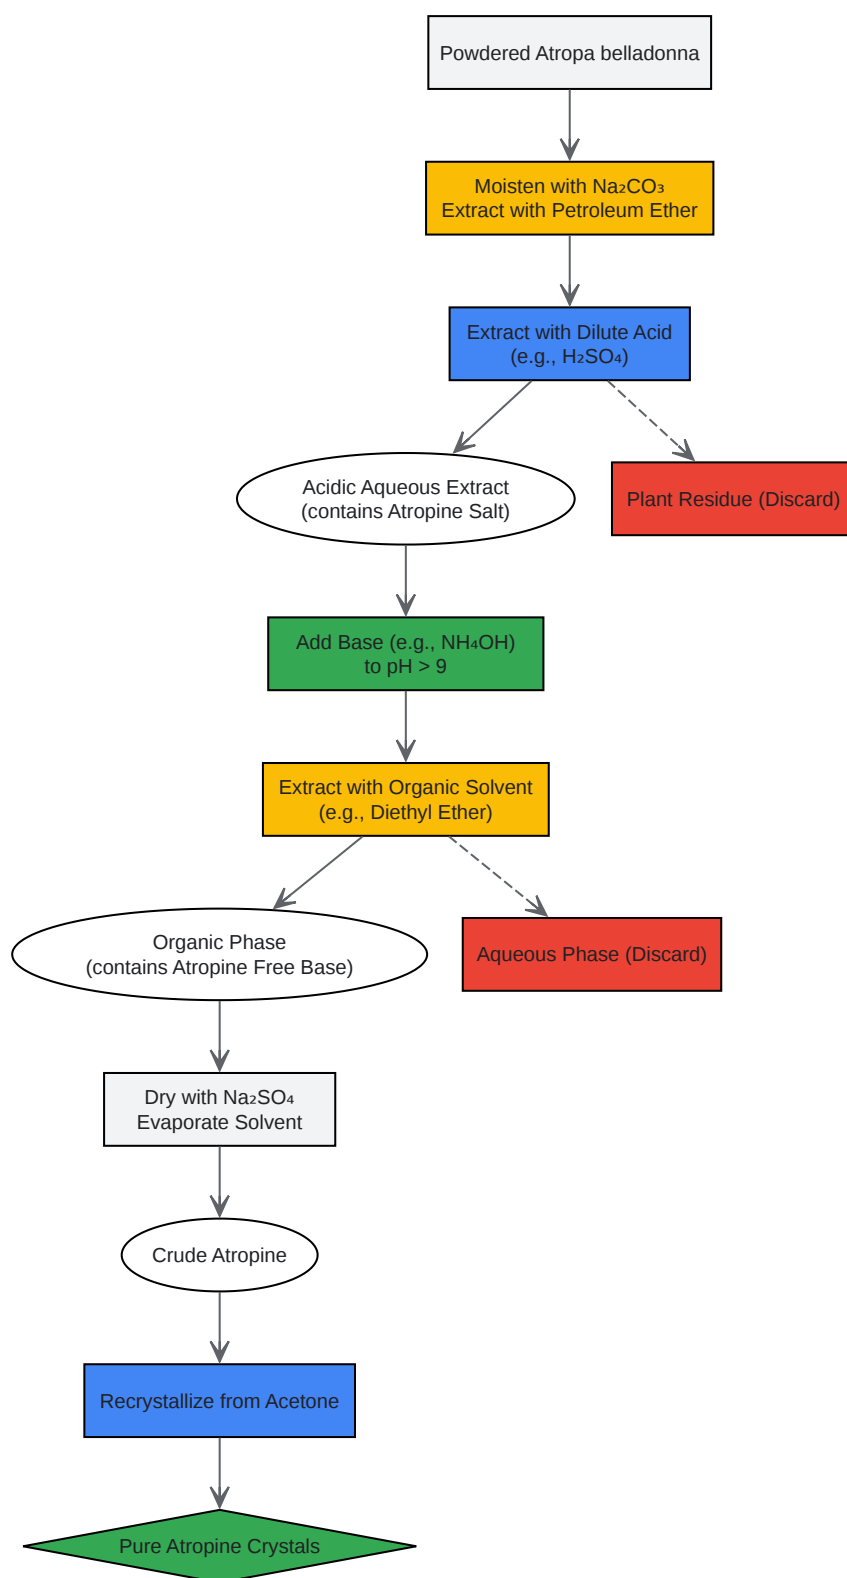 Powdered Atropa belladonna
Moisten with Na₂CO₃
Extract with Petroleum Ether
Extract with Dilute Acid
(e.g., H₂SO₄)
Acidic Aqueous Extract
(contains Atropine Salt)
Plant Residue (Discard)
Add Base (e.g., NH₄OH)
to pH > 9
Extract with Organic Solvent
(e.g., Diethyl Ether)
Organic Phase
(contains Atropine Free Base)
Aqueous Phase (Discard)
Dry with Na₂SO₄
Evaporate Solvent
Crude Atropine
Recrystallize from Acetone
Pure Atropine Crystals